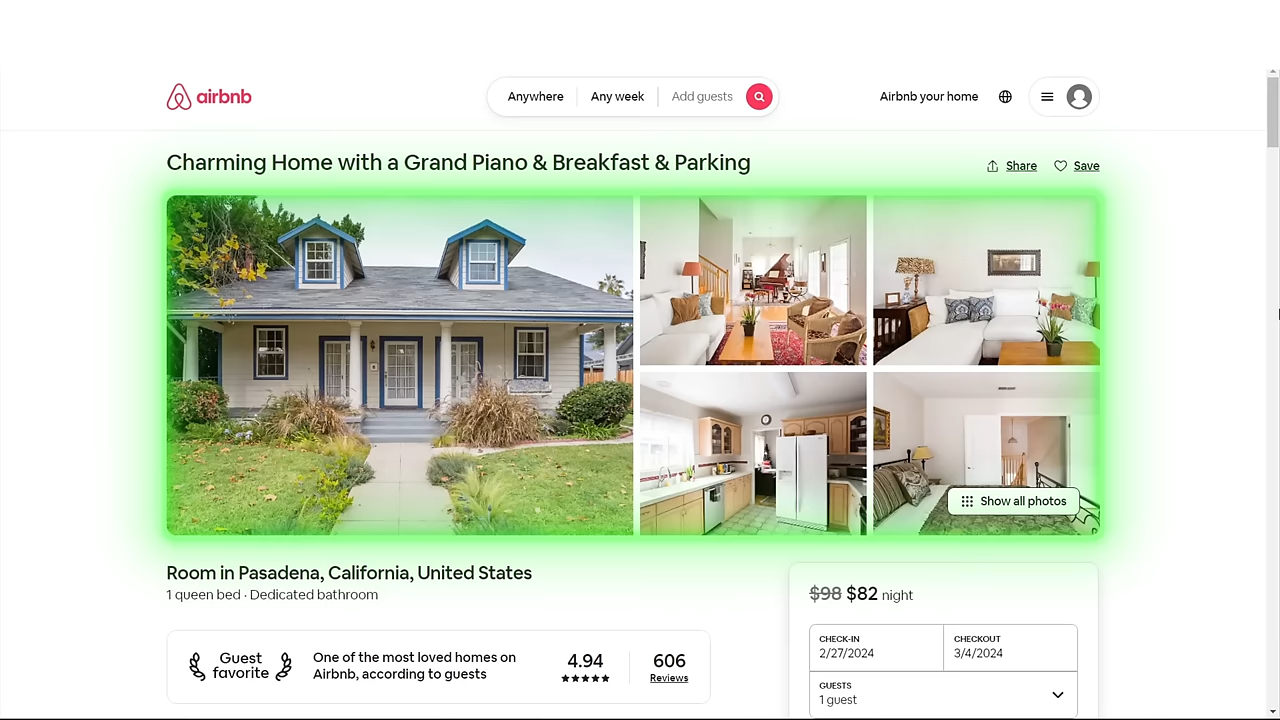 airbnb
Anywhere
Any week
Add guests
Airbnb your home
Charming Home with a Grand Piano & Breakfast & Parking
Share
Save
Show all photos
Room in Pasadena, California, United States
1 queen bed · Dedicated bathroom
$98 $82 night
CHECK-IN
2/27/2024
CHECKOUT
3/4/2024
GUESTS
1 guest
Guest
favorite
One of the most loved homes on
Airbnb, according to guests
4.94
606
Reviews